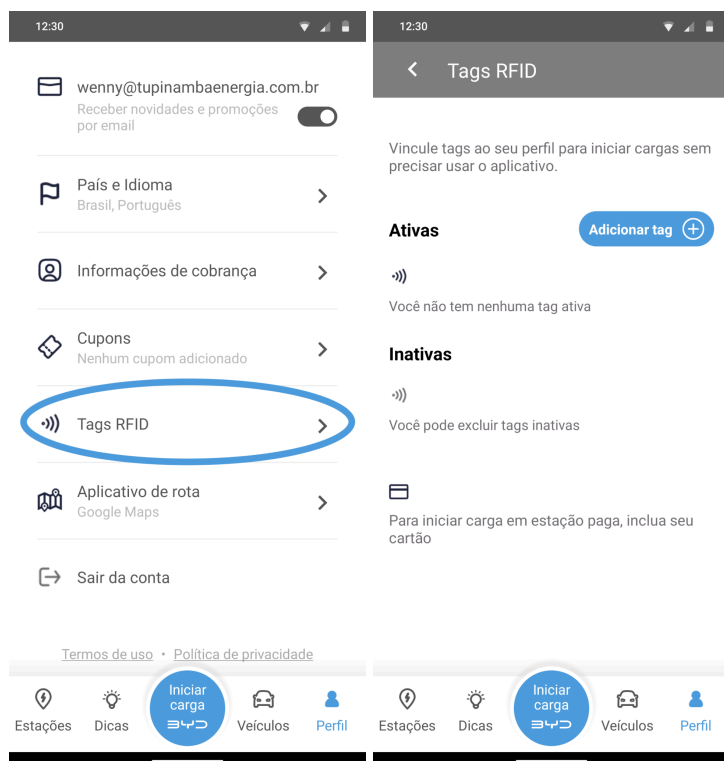 12:30
wenny@tupinambaenergia.com.br
Receber novidades e promoções
por email
País e Idioma
Brasil, Português
Informações de cobrança
Cupons
Nenhum cupom adicionado
Tags RFID
Aplicativo de rota
Google Maps
Sair da conta
Termos de uso • Política de privacidade
Estações
Dicas
Iniciar
carga
BYD
Veículos
Perfil
12:30
Tags RFID
Vincule tags ao seu perfil para iniciar cargas sem
precisar usar o aplicativo.
Ativas
Adicionar tag
Você não tem nenhuma tag ativa
Inativas
Você pode excluir tags inativas
Para iniciar carga em estação paga, inclua seu
cartão
Estações
Dicas
Iniciar
carga
BYD
Veículos
Perfil